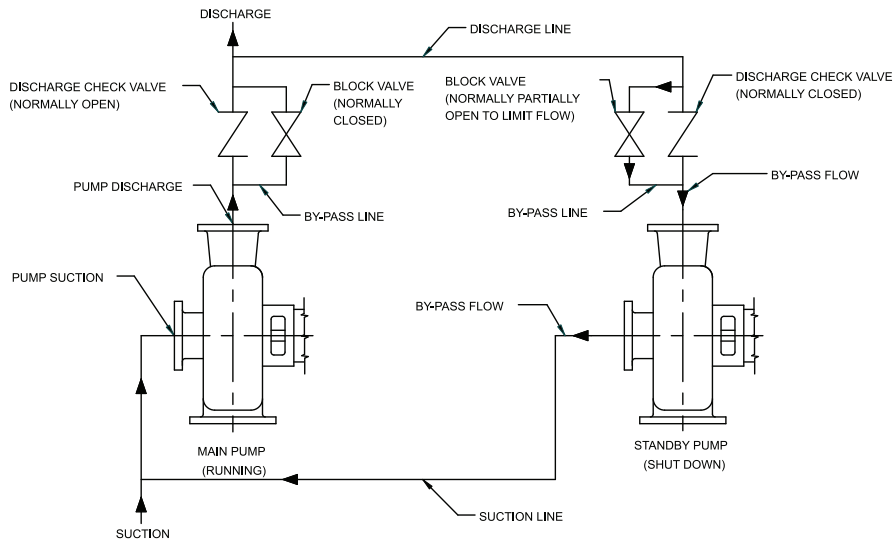 DISCHARGE
DISCHARGE LINE
DISCHARGE CHECK VALVE
(NORMALLY OPEN)
BLOCK VALVE
(NORMALLY
CLOSED)
BLOCK VALVE
(NORMALLY PARTIALLY
OPEN TO LIMIT FLOW)
DISCHARGE CHECK VALVE
(NORMALLY CLOSED)
PUMP DISCHARGE
BY-PASS LINE
BY-PASS LINE
BY-PASS FLOW
PUMP SUCTION
BY-PASS FLOW
MAIN PUMP
(RUNNING)
STANDBY PUMP
(SHUT DOWN)
SUCTION
SUCTION LINE